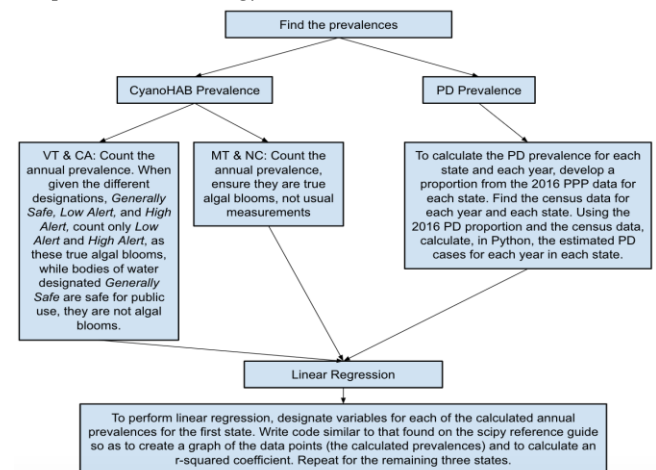 Find the prevalences
CyanoHAB Prevalence
PD Prevalence
VT & CA: Count the
annual prevalence. When
given the different
designations, Generally
Safe, Low Alert, and High
Alert, count only Low
Alert and High Alert, as
these true algal blooms,
while bodies of water
designated Generally
Safe are safe for public
use, they are not algal
blooms.
MT & NC: Count the
annual prevalence,
ensure they are true
algal blooms, not usual
measurements
To calculate the PD prevalence for each
state and each year, develop a
proportion from the 2016 PPP data for
each state. Find the census data for
each year and each state. Using the
2016 PD proportion and the census data,
calculate, in Python, the estimated PD
cases for each year in each state.
Linear Regression
To perform linear regression, designate variables for each of the calculated annual
prevalences for the first state. Write code similar to that found on the scipy reference guide
so as to create a graph of the data points (the calculated prevalences) and to calculate an
r-squared coefficient. Repeat for the remaining three states.